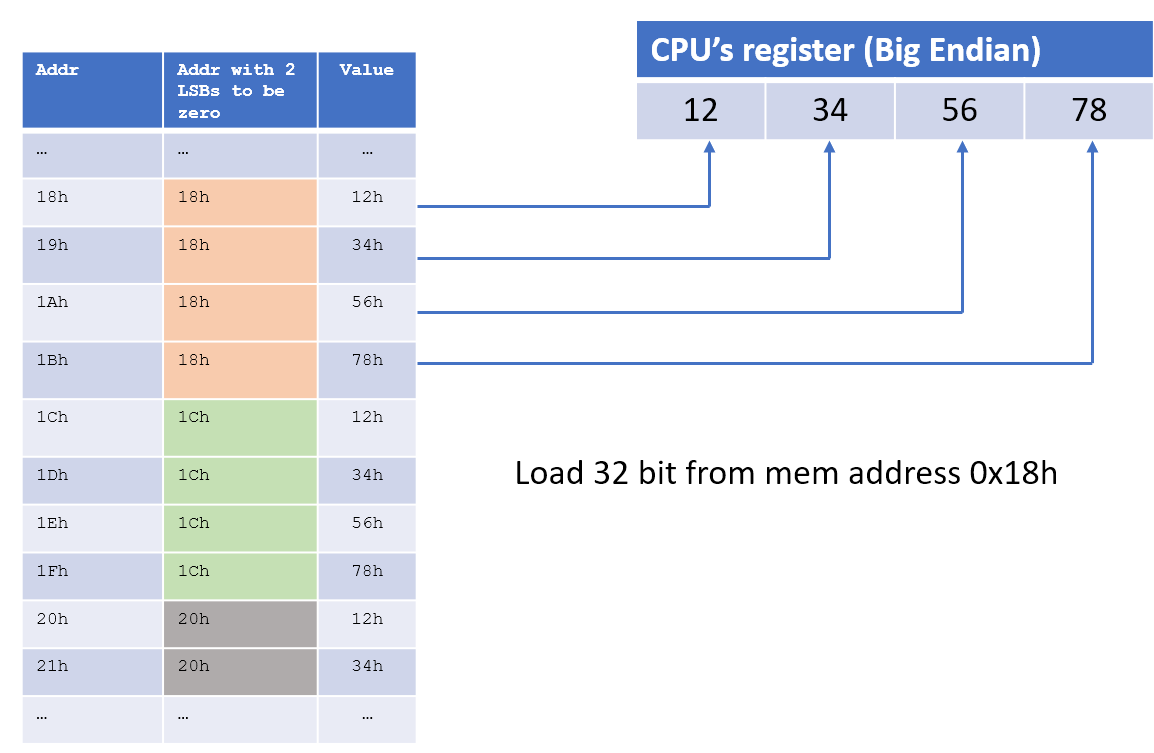 CPU’s register (Big Endian)
12 34 56 78
Addr Addr with 2 LSBs to be zero Value
… … …
18h 18h 12h
19h 18h 34h
1Ah 18h 56h
1Bh 18h 78h
1Ch 1Ch 12h
1Dh 1Ch 34h
1Eh 1Ch 56h
1Fh 1Ch 78h
20h 20h 12h
21h 20h 34h
… … …
Load 32 bit from mem address 0x18h